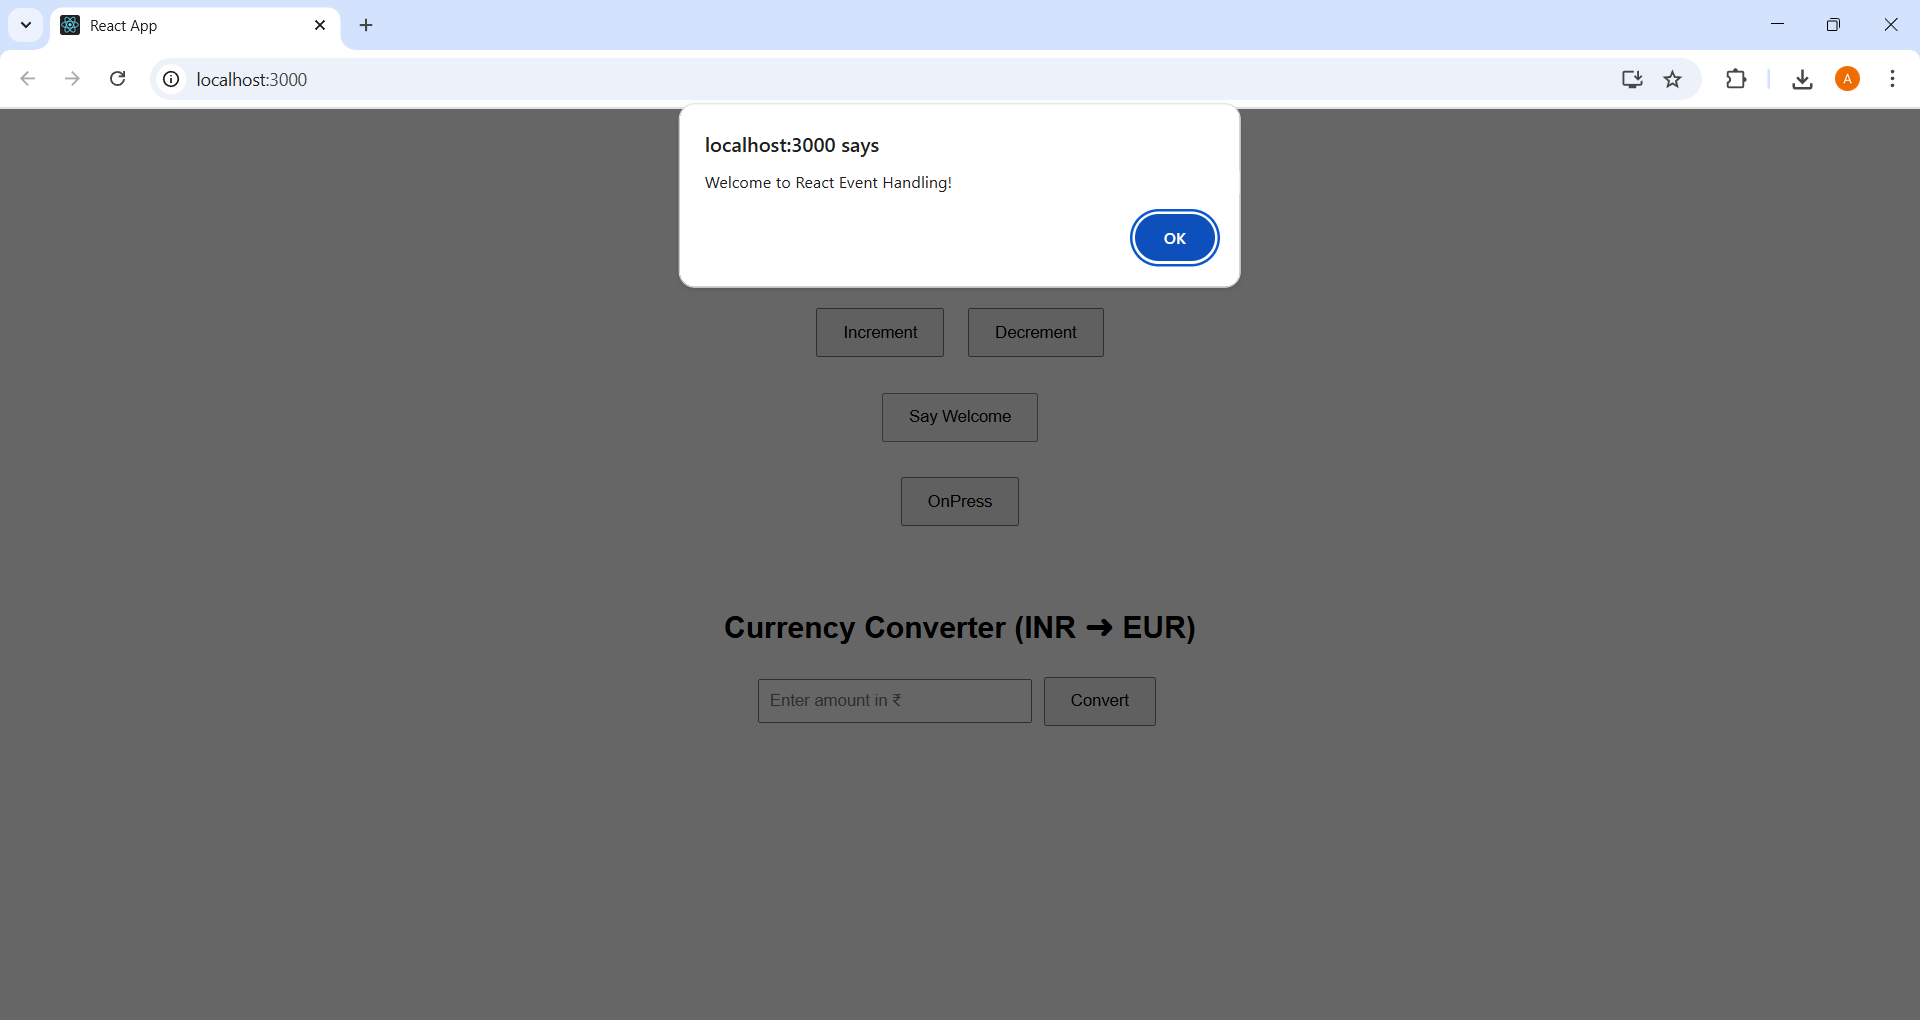 React App
localhost:3000
A
localhost:3000 says
Welcome to React Event Handling!
OK
Increment
Decrement
Say Welcome
OnPress
Currency Converter (INR ➜ EUR)
Enter amount in ₹
Convert